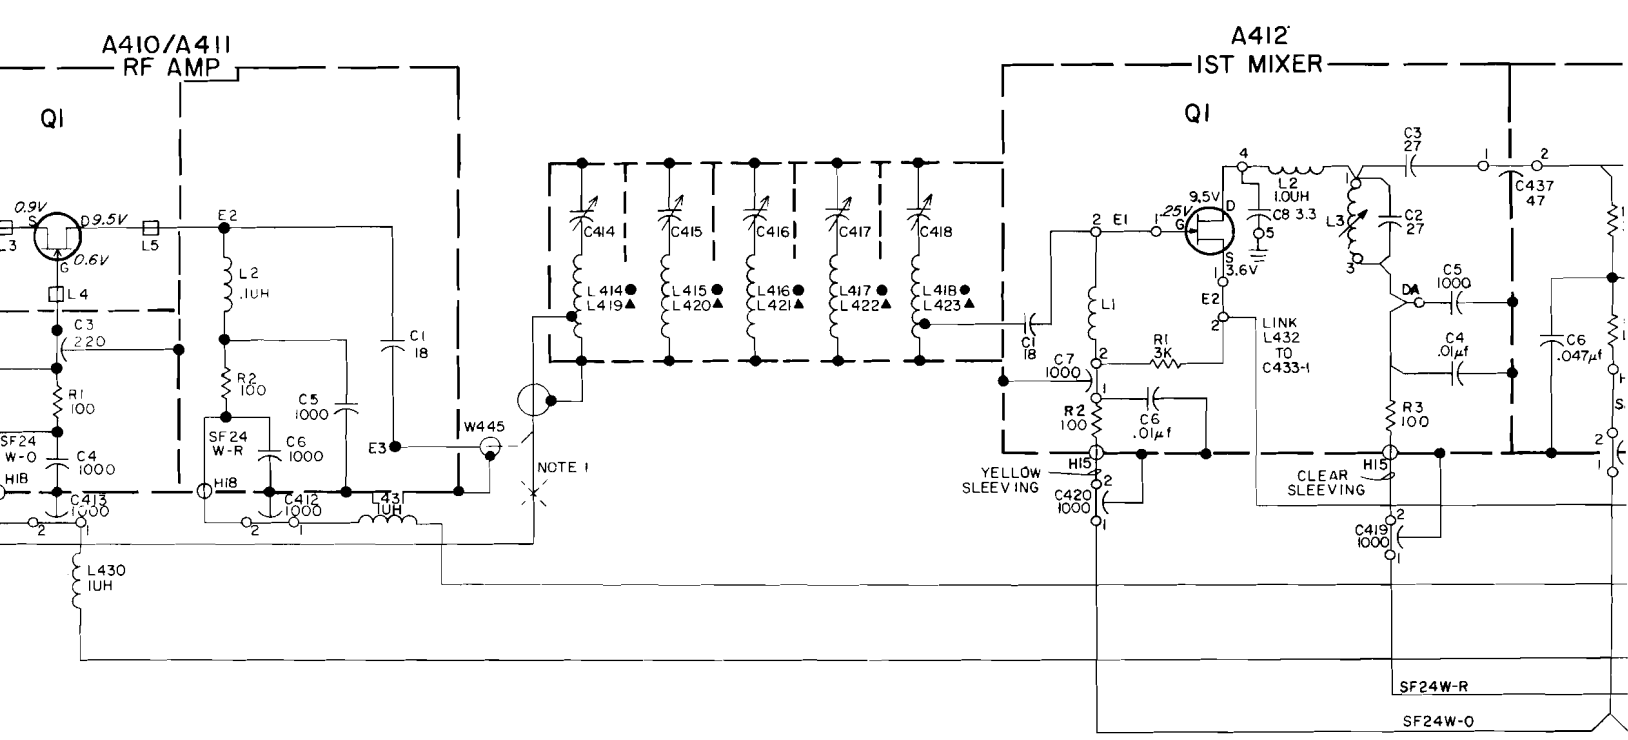 A410/A411
RF AMP
A412
1ST MIXER
Q1
Q1
0.9V
S
D
9.5V
L3
L5
G
0.6V
L4
C3
220
R1
100
SF24
W-O
C4
1000
H18
C413
1000
2
1
L430
1UH
E2
L2
.1UH
R2
100
C5
1000
SF24
W-R
C6
1000
H18
C412
1000
2
1
L431
1UH
C1
18
E3
W445
NOTE 1
C414
C415
C416
C417
C418
L414●
L419▲
L415●
L420▲
L416●
L421▲
L417●
L422▲
L418●
L423▲
C1
18
2
E1
1
.25V
G
9.5V
D
S
3.6V
1
E2
2
4
L2
1.0UH
C8 3.3
5
L1
2
R1
3K
C7
1000
1
R2
100
C6
.01µf
LINK
L432
TO
C433-1
1
L3
3
C2
27
C3
27
1
2
C437
47
DA
C5
1000
C4
.01µf
R3
100
C6
.047µf
H15
YELLOW
SLEEVING
2
C420
1000
1
H15
CLEAR
SLEEVING
2
C419
1000
1
2
1
SF24W-R
SF24W-O